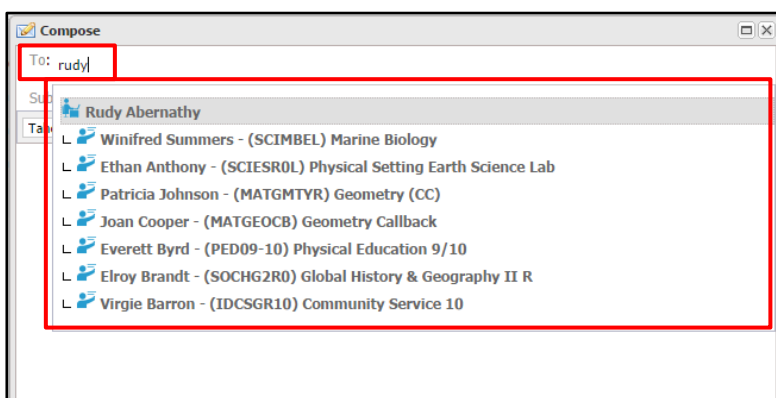 Compose
To: rudy
Sub
Rudy Abernathy
Winifred Summers - (SCIMBEL) Marine Biology
Tah
Ethan Anthony - (SCIESR0L) Physical Setting Earth Science Lab
Patricia Johnson - (MATGMTYR) Geometry (CC)
Joan Cooper - (MATGEOCB) Geometry Callback
Everett Byrd - (PED09-10) Physical Education 9/10
Elroy Brandt - (SOCHG2R0) Global History & Geography II R
Virgie Barron - (IDCSGR10) Community Service 10